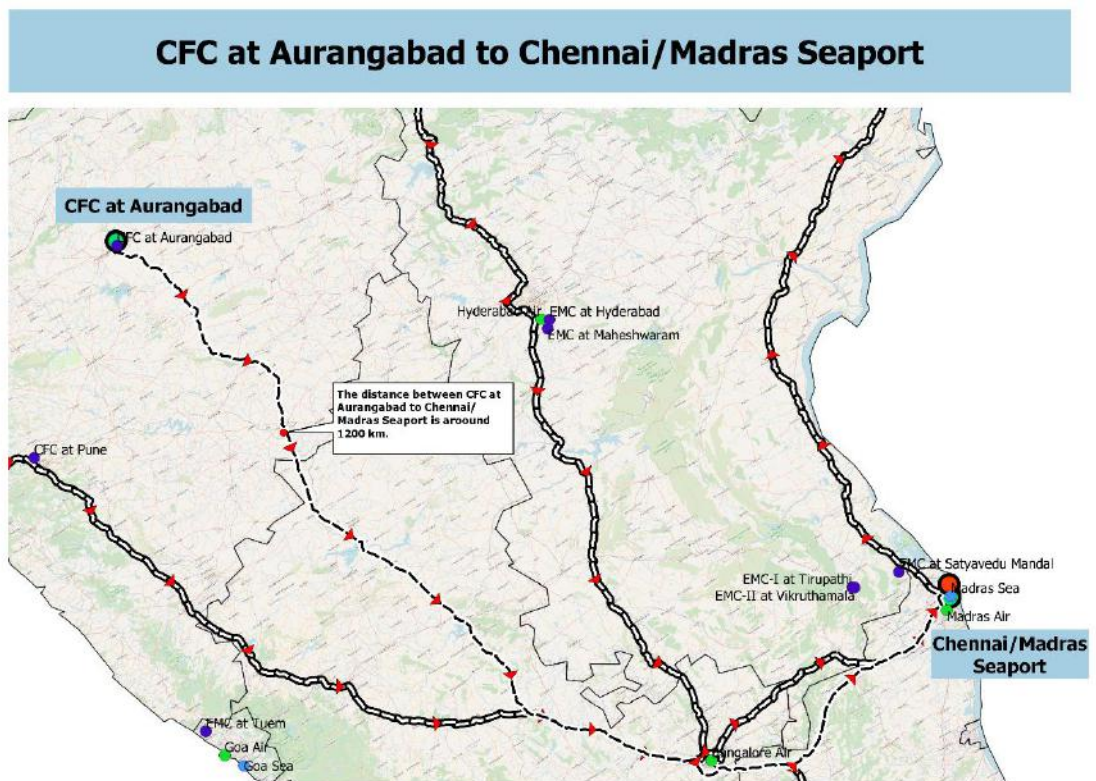 CFC at Aurangabad to Chennai/Madras Seaport
CFC at Aurangabad
CFC at Aurangabad
Hyderabad Air
EMC at Hyderabad
EMC at Maheshwaram
The distance between CFC at
Aurangabad to Chennai/
Madras Seaport is aroound
1200 km.
CFC at Pune
EMC at Satyavedu Mandal
EMC-I at Tirupathi
EMC-II at Vikruthamala
Madras Sea
Madras Air
Chennai/Madras
Seaport
EMC at Tuem
Goa Air
Goa Sea
Bangalore Air